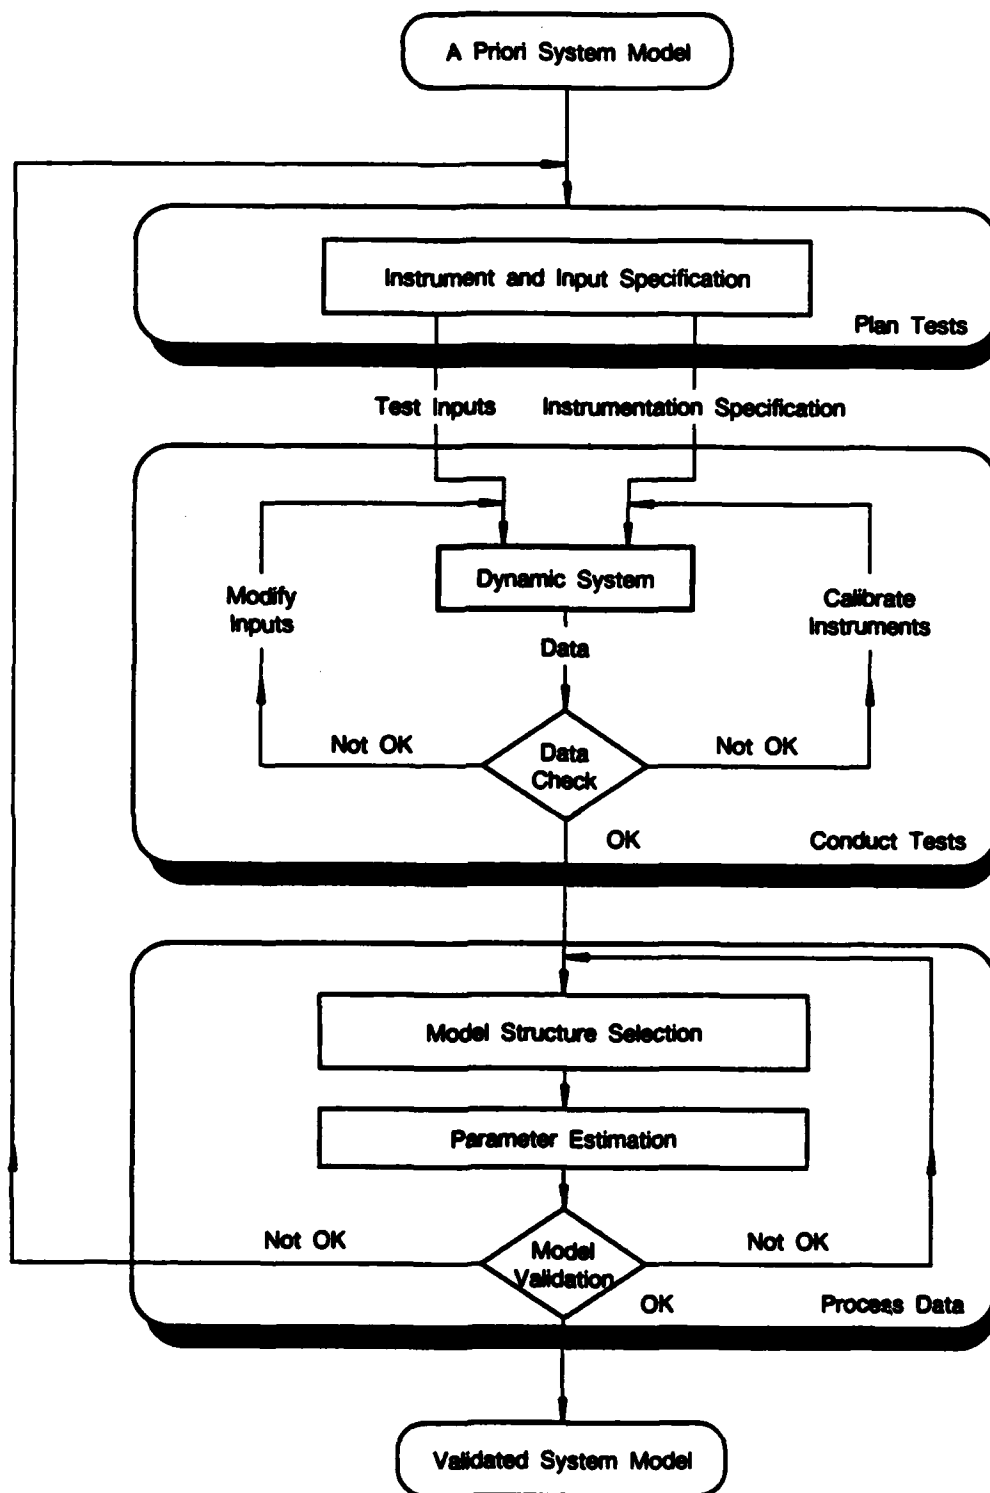 A Priori System Model
Instrument and Input Specification
Plan Tests
Test Inputs
Instrumentation Specification
Dynamic System
Modify
Inputs
Calibrate
Instruments
Data
Not OK
Data
Check
Not OK
OK
Conduct Tests
Model Structure Selection
Parameter Estimation
Not OK
Model
Validation
Not OK
OK
Process Data
Validated System Model